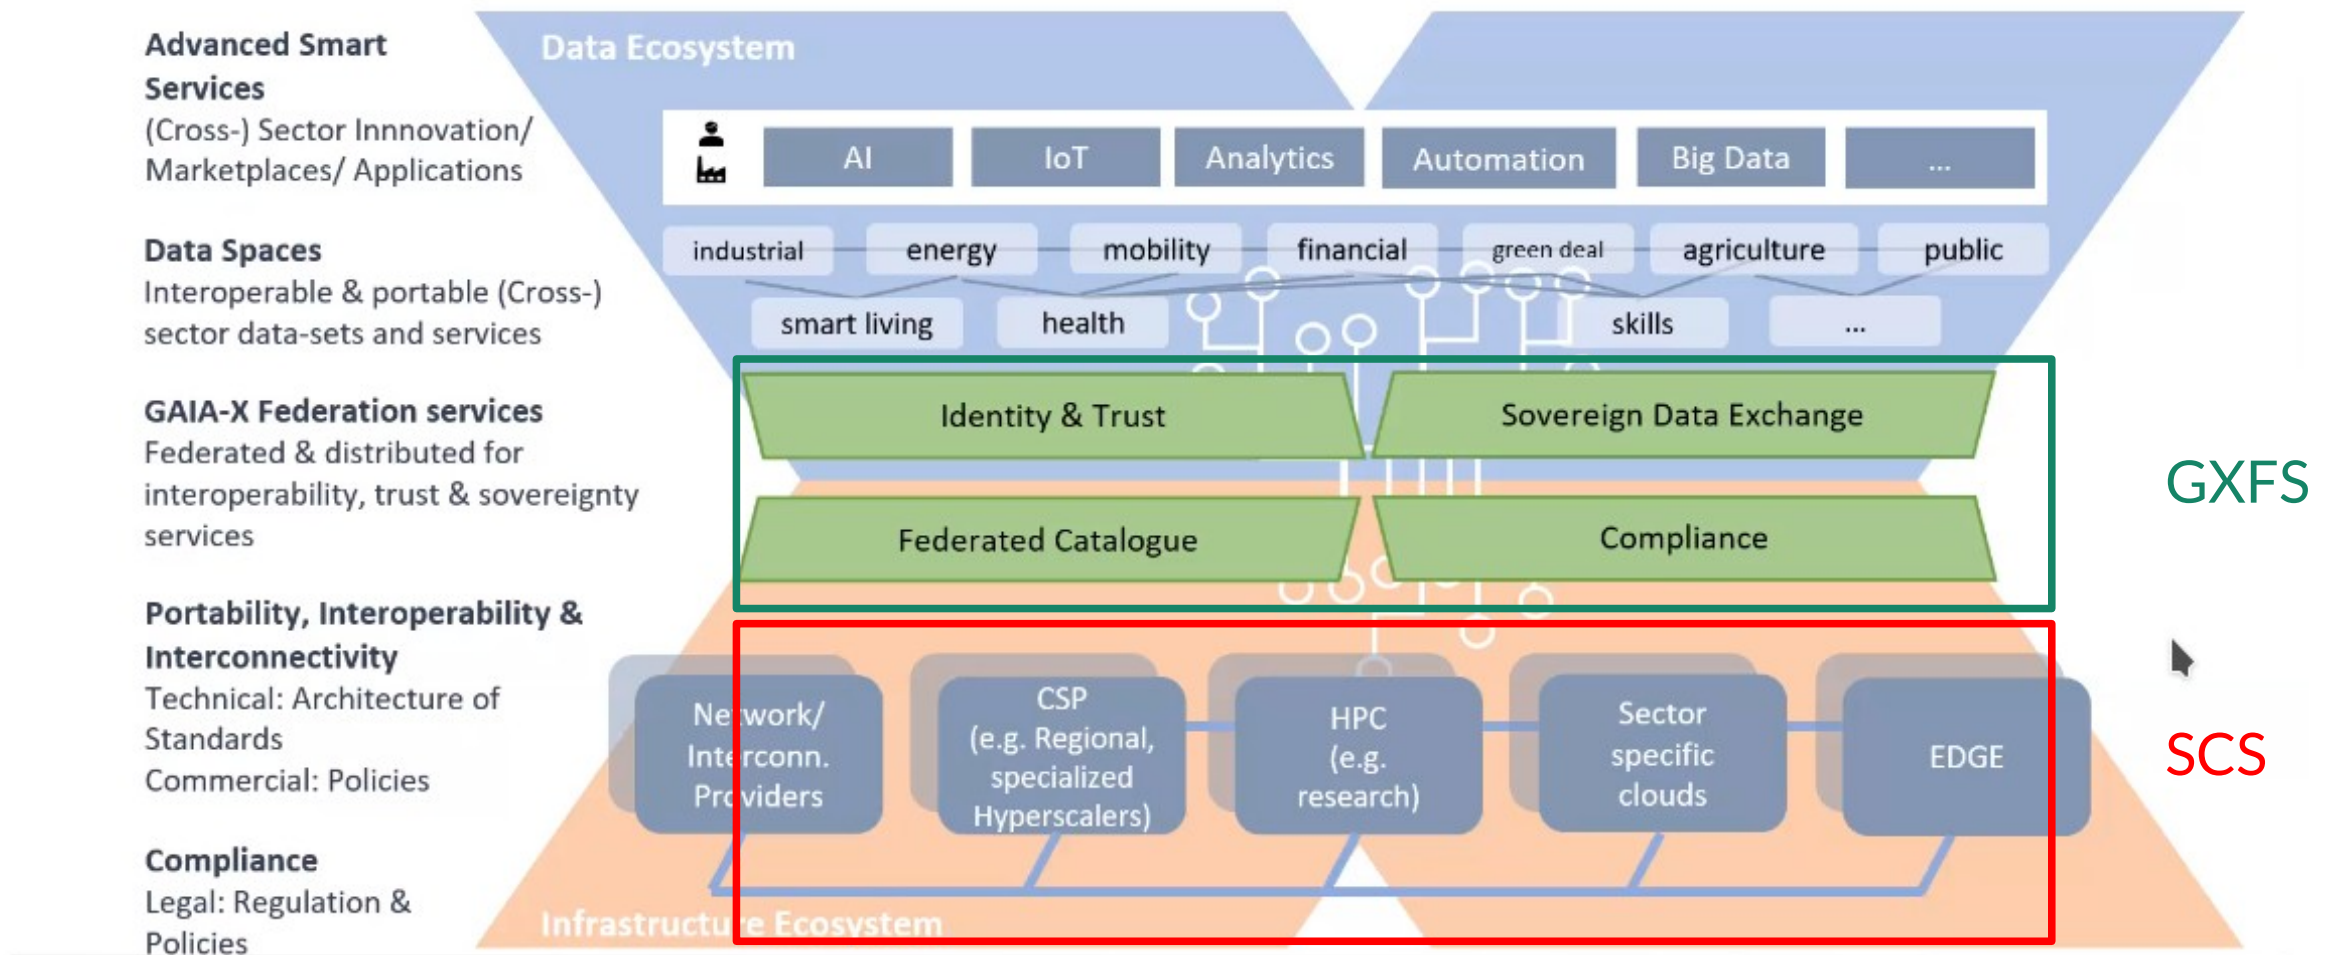 Advanced Smart
Services
(Cross-) Sector Innnovation/
Marketplaces/ Applications
Data Spaces
Interoperable & portable (Cross-)
sector data-sets and services
GAIA-X Federation services
Federated & distributed for
interoperability, trust & sovereignty
services
Portability, Interoperability &
Interconnectivity
Technical: Architecture of
Standards
Commercial: Policies
Compliance
Legal: Regulation &
Policies
Data Ecosystem
AI
IoT
Analytics
Automation
Big Data
...
industrial
energy
mobility
financial
green deal
agriculture
public
smart living
health
skills
...
Identity & Trust
Sovereign Data Exchange
Federated Catalogue
Compliance
GXFS
Network/
Interconn.
Providers
CSP
(e.g. Regional,
specialized
Hyperscalers)
HPC
(e.g.
research)
Sector
specific
clouds
EDGE
SCS
Infrastructure Ecosystem